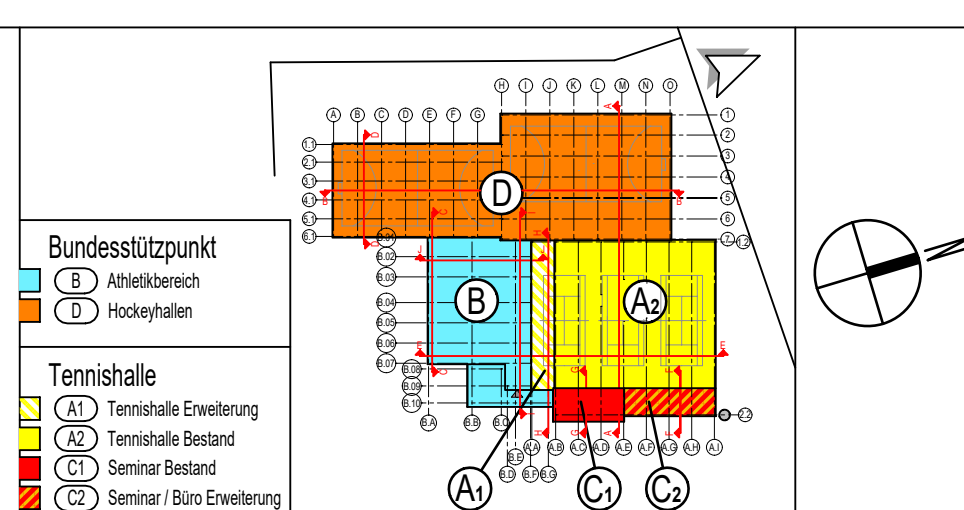 H I J K L M N O
A B C D E F G
1
2
3
4
5
6
7
1.2
1.1
2.1
3.1
4.1
5.1
6.1
A
D
D
B
B
D
C
I
H
B.01
B.02
B.03
B.04
B.05
B.06
B.07
B.08
B.09
B.10
B
A2
E
E
C
G
F
I
H
G
A
F
2.2
B.A B.B B.C A.A A.B A.C A.D A.E A.F A.G A.H A.I
B.E
B.D B.F B.G
A1
C1
C2
N
Bundesstützpunkt
B Athletikbereich
D Hockeyhallen
Tennishalle
A1 Tennishalle Erweiterung
A2 Tennishalle Bestand
C1 Seminar Bestand
C2 Seminar / Büro Erweiterung